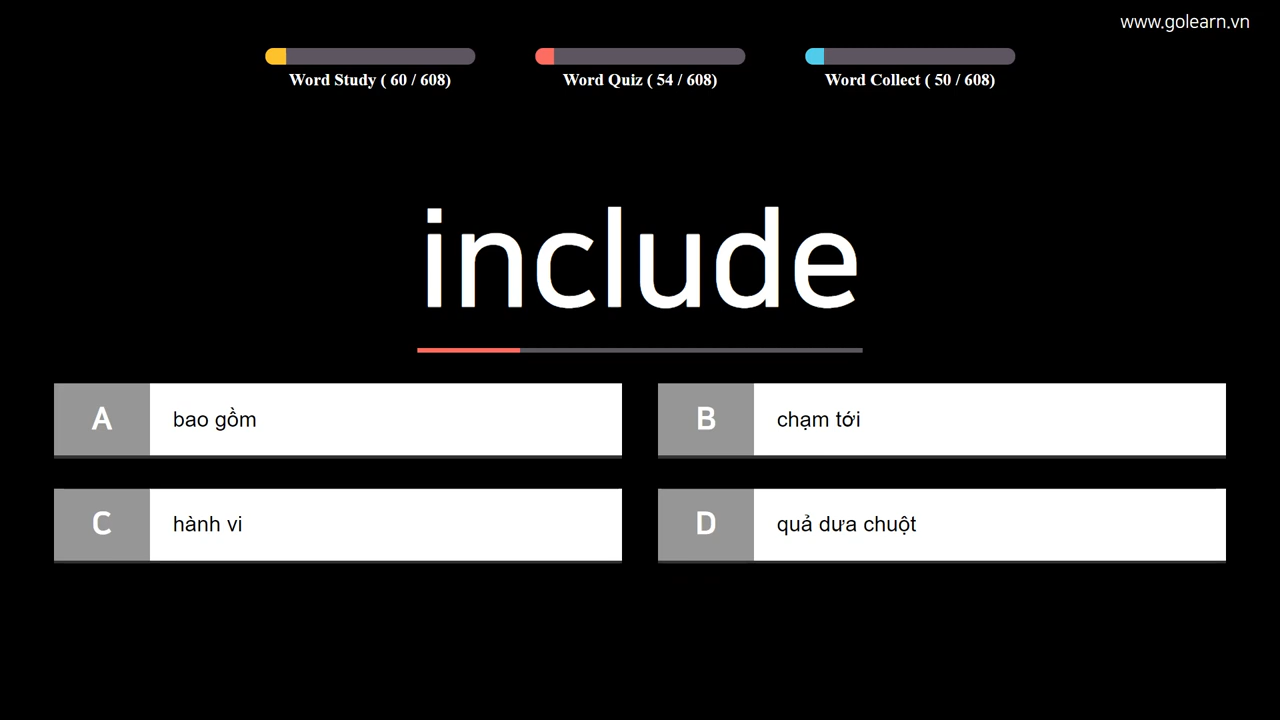 www.golearn.vn
Word Study ( 60 / 608)
Word Quiz ( 54 / 608)
Word Collect ( 50 / 608)
include
A bao gồm
B chạm tới
C hành vi
D quả dưa chuột